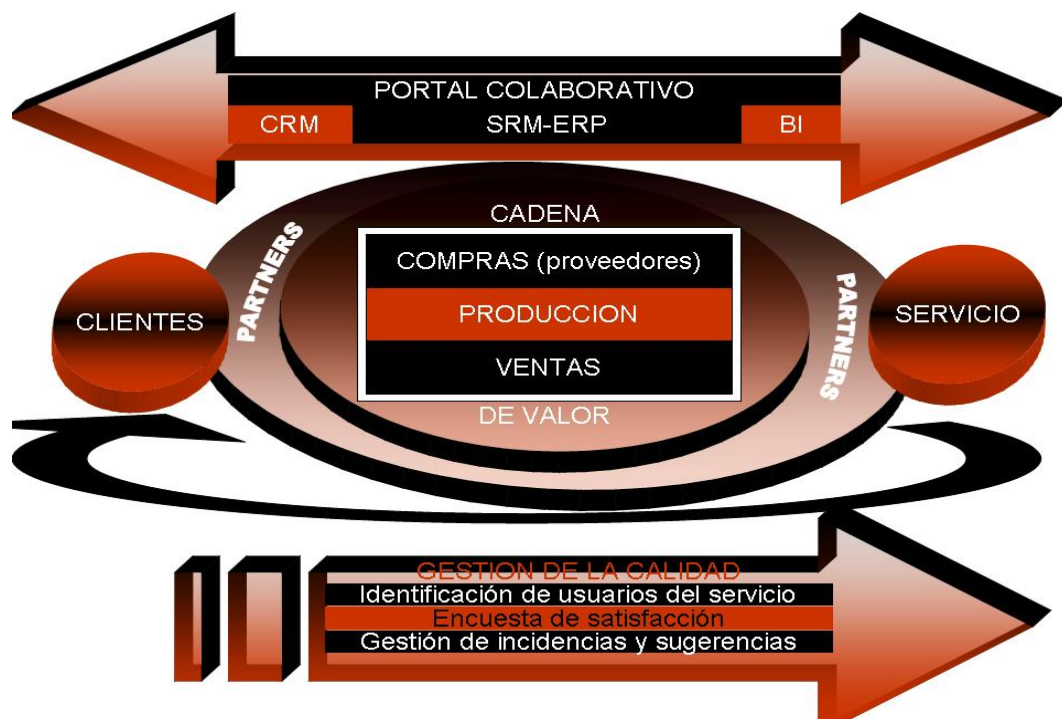 PORTAL COLABORATIVO
CRM
SRM-ERP
BI
CADENA
PARTNERS
COMPRAS (proveedores)
PARTNERS
CLIENTES
PRODUCCION
SERVICIO
VENTAS
DE VALOR
GESTION DE LA CALIDAD
Identificación de usuarios del servicio
Encuesta de satisfacción
Gestión de incidencias y sugerencias